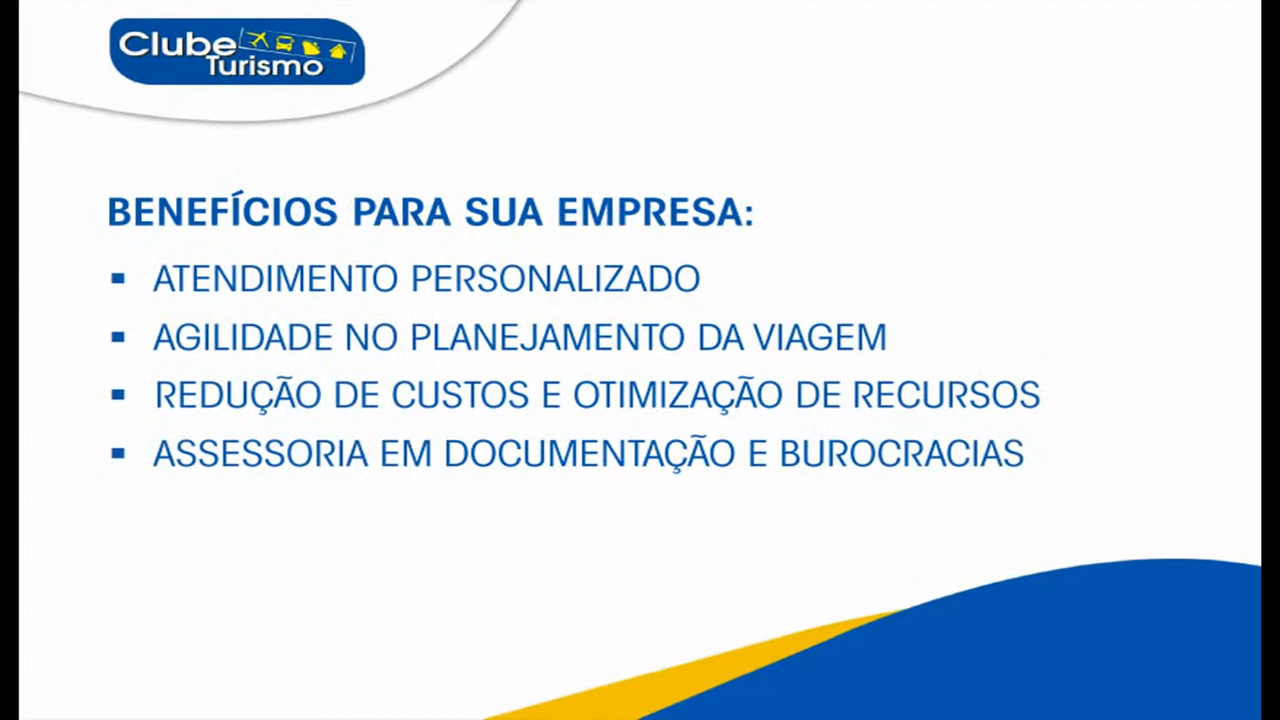 Clube
Turismo
BENEFÍCIOS PARA SUA EMPRESA:
▪ ATENDIMENTO PERSONALIZADO
▪ AGILIDADE NO PLANEJAMENTO DA VIAGEM
▪ REDUÇÃO DE CUSTOS E OTIMIZAÇÃO DE RECURSOS
▪ ASSESSORIA EM DOCUMENTAÇÃO E BUROCRACIAS